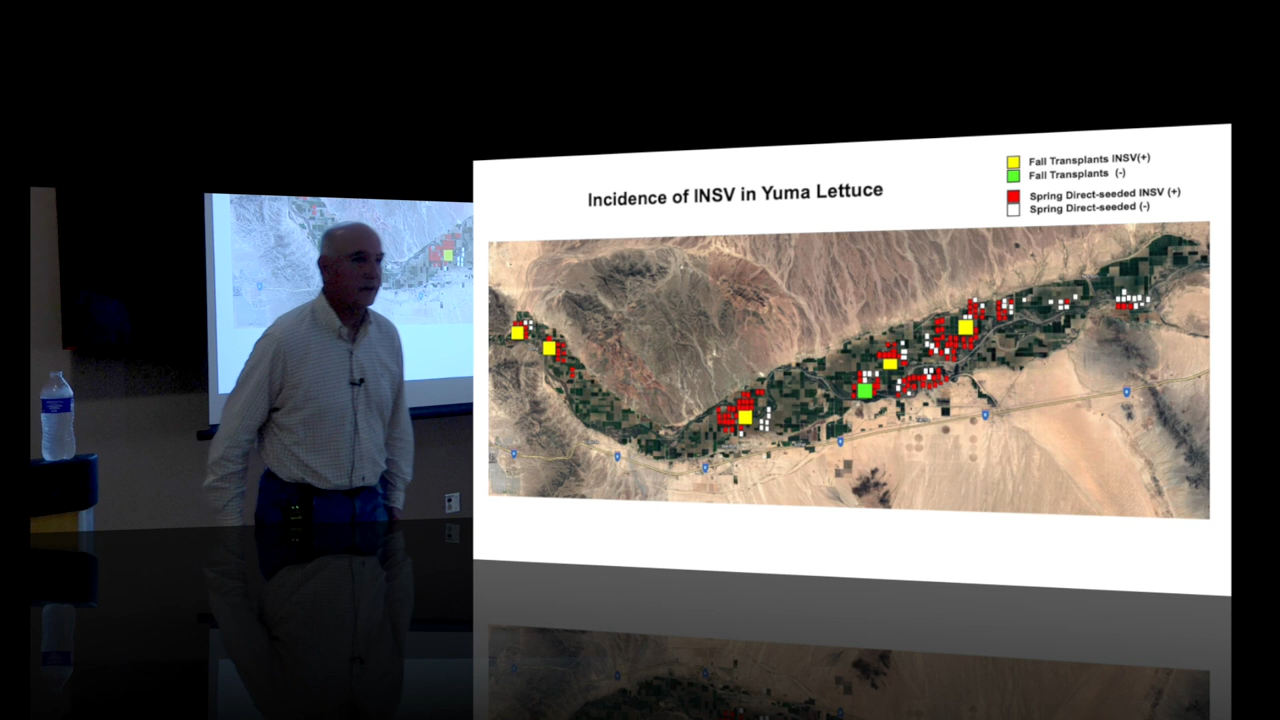 Incidence of INSV in Yuma Lettuce
Fall Transplants INSV(+)
Fall Transplants (-)
Spring Direct-seeded INSV (+)
Spring Direct-seeded (-)